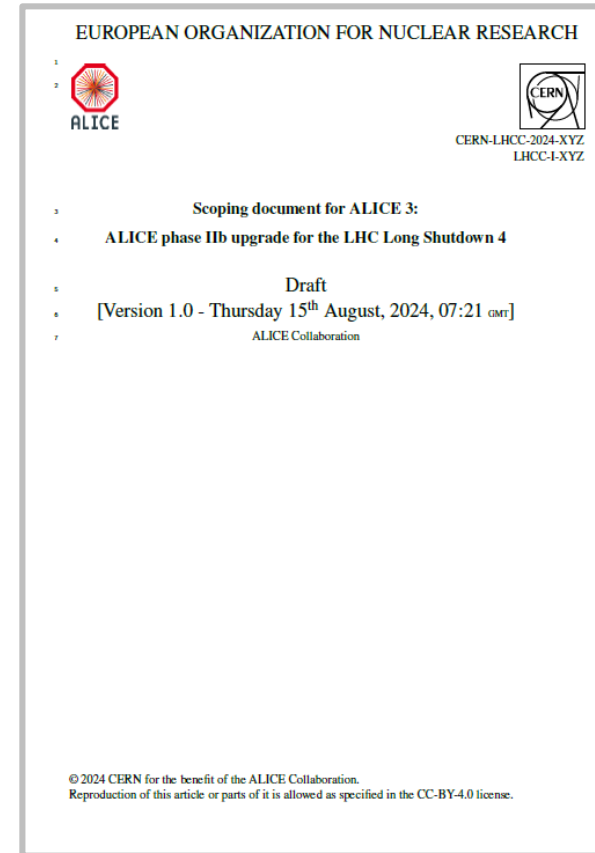 EUROPEAN ORGANIZATION FOR NUCLEAR RESEARCH
1
2
ALICE
CERN
CERN-LHCC-2024-XYZ
LHCC-I-XYZ
3 Scoping document for ALICE 3:
4 ALICE phase IIb upgrade for the LHC Long Shutdown 4
5 Draft
6 [Version 1.0 - Thursday 15th August, 2024, 07:21 GMT]
7 ALICE Collaboration
© 2024 CERN for the benefit of the ALICE Collaboration.
Reproduction of this article or parts of it is allowed as specified in the CC-BY-4.0 license.